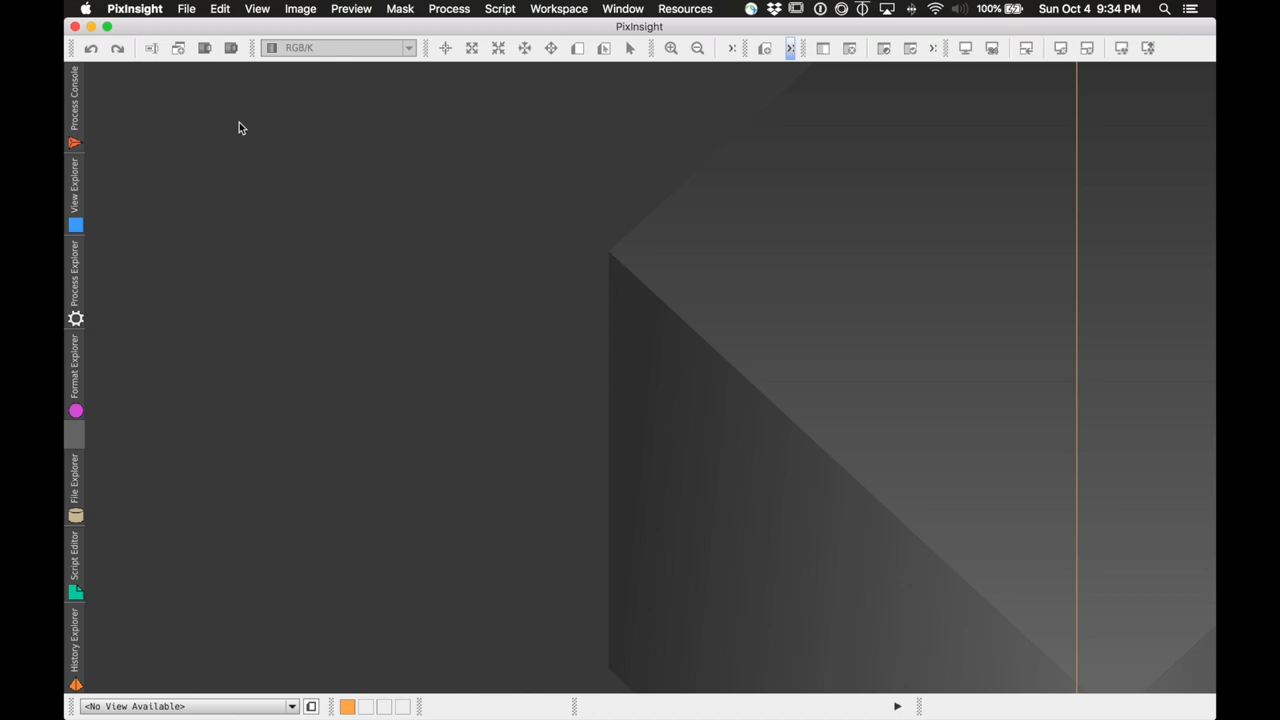 PixInsight File Edit View Image Preview Mask Process Script Workspace Window Resources 100% Sun Oct 4 9:34 PM
PixInsight
RGB/K
Process Console
View Explorer
Process Explorer
Format Explorer
File Explorer
Script Editor
History Explorer
<No View Available>